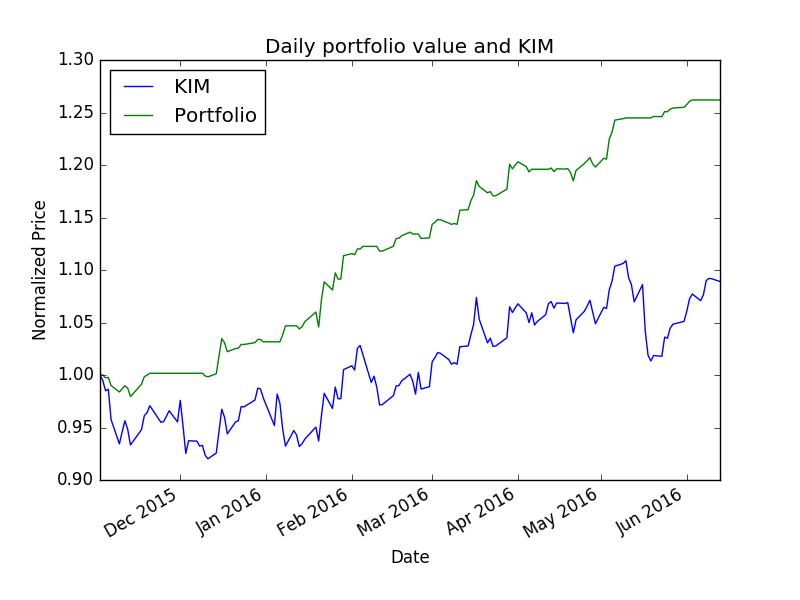 Daily portfolio value and KIM
KIM
Portfolio
1.30
1.25
1.20
1.15
1.10
1.05
1.00
0.95
0.90
Normalized Price
Dec 2015
Jan 2016
Feb 2016
Mar 2016
Apr 2016
May 2016
Jun 2016
Date